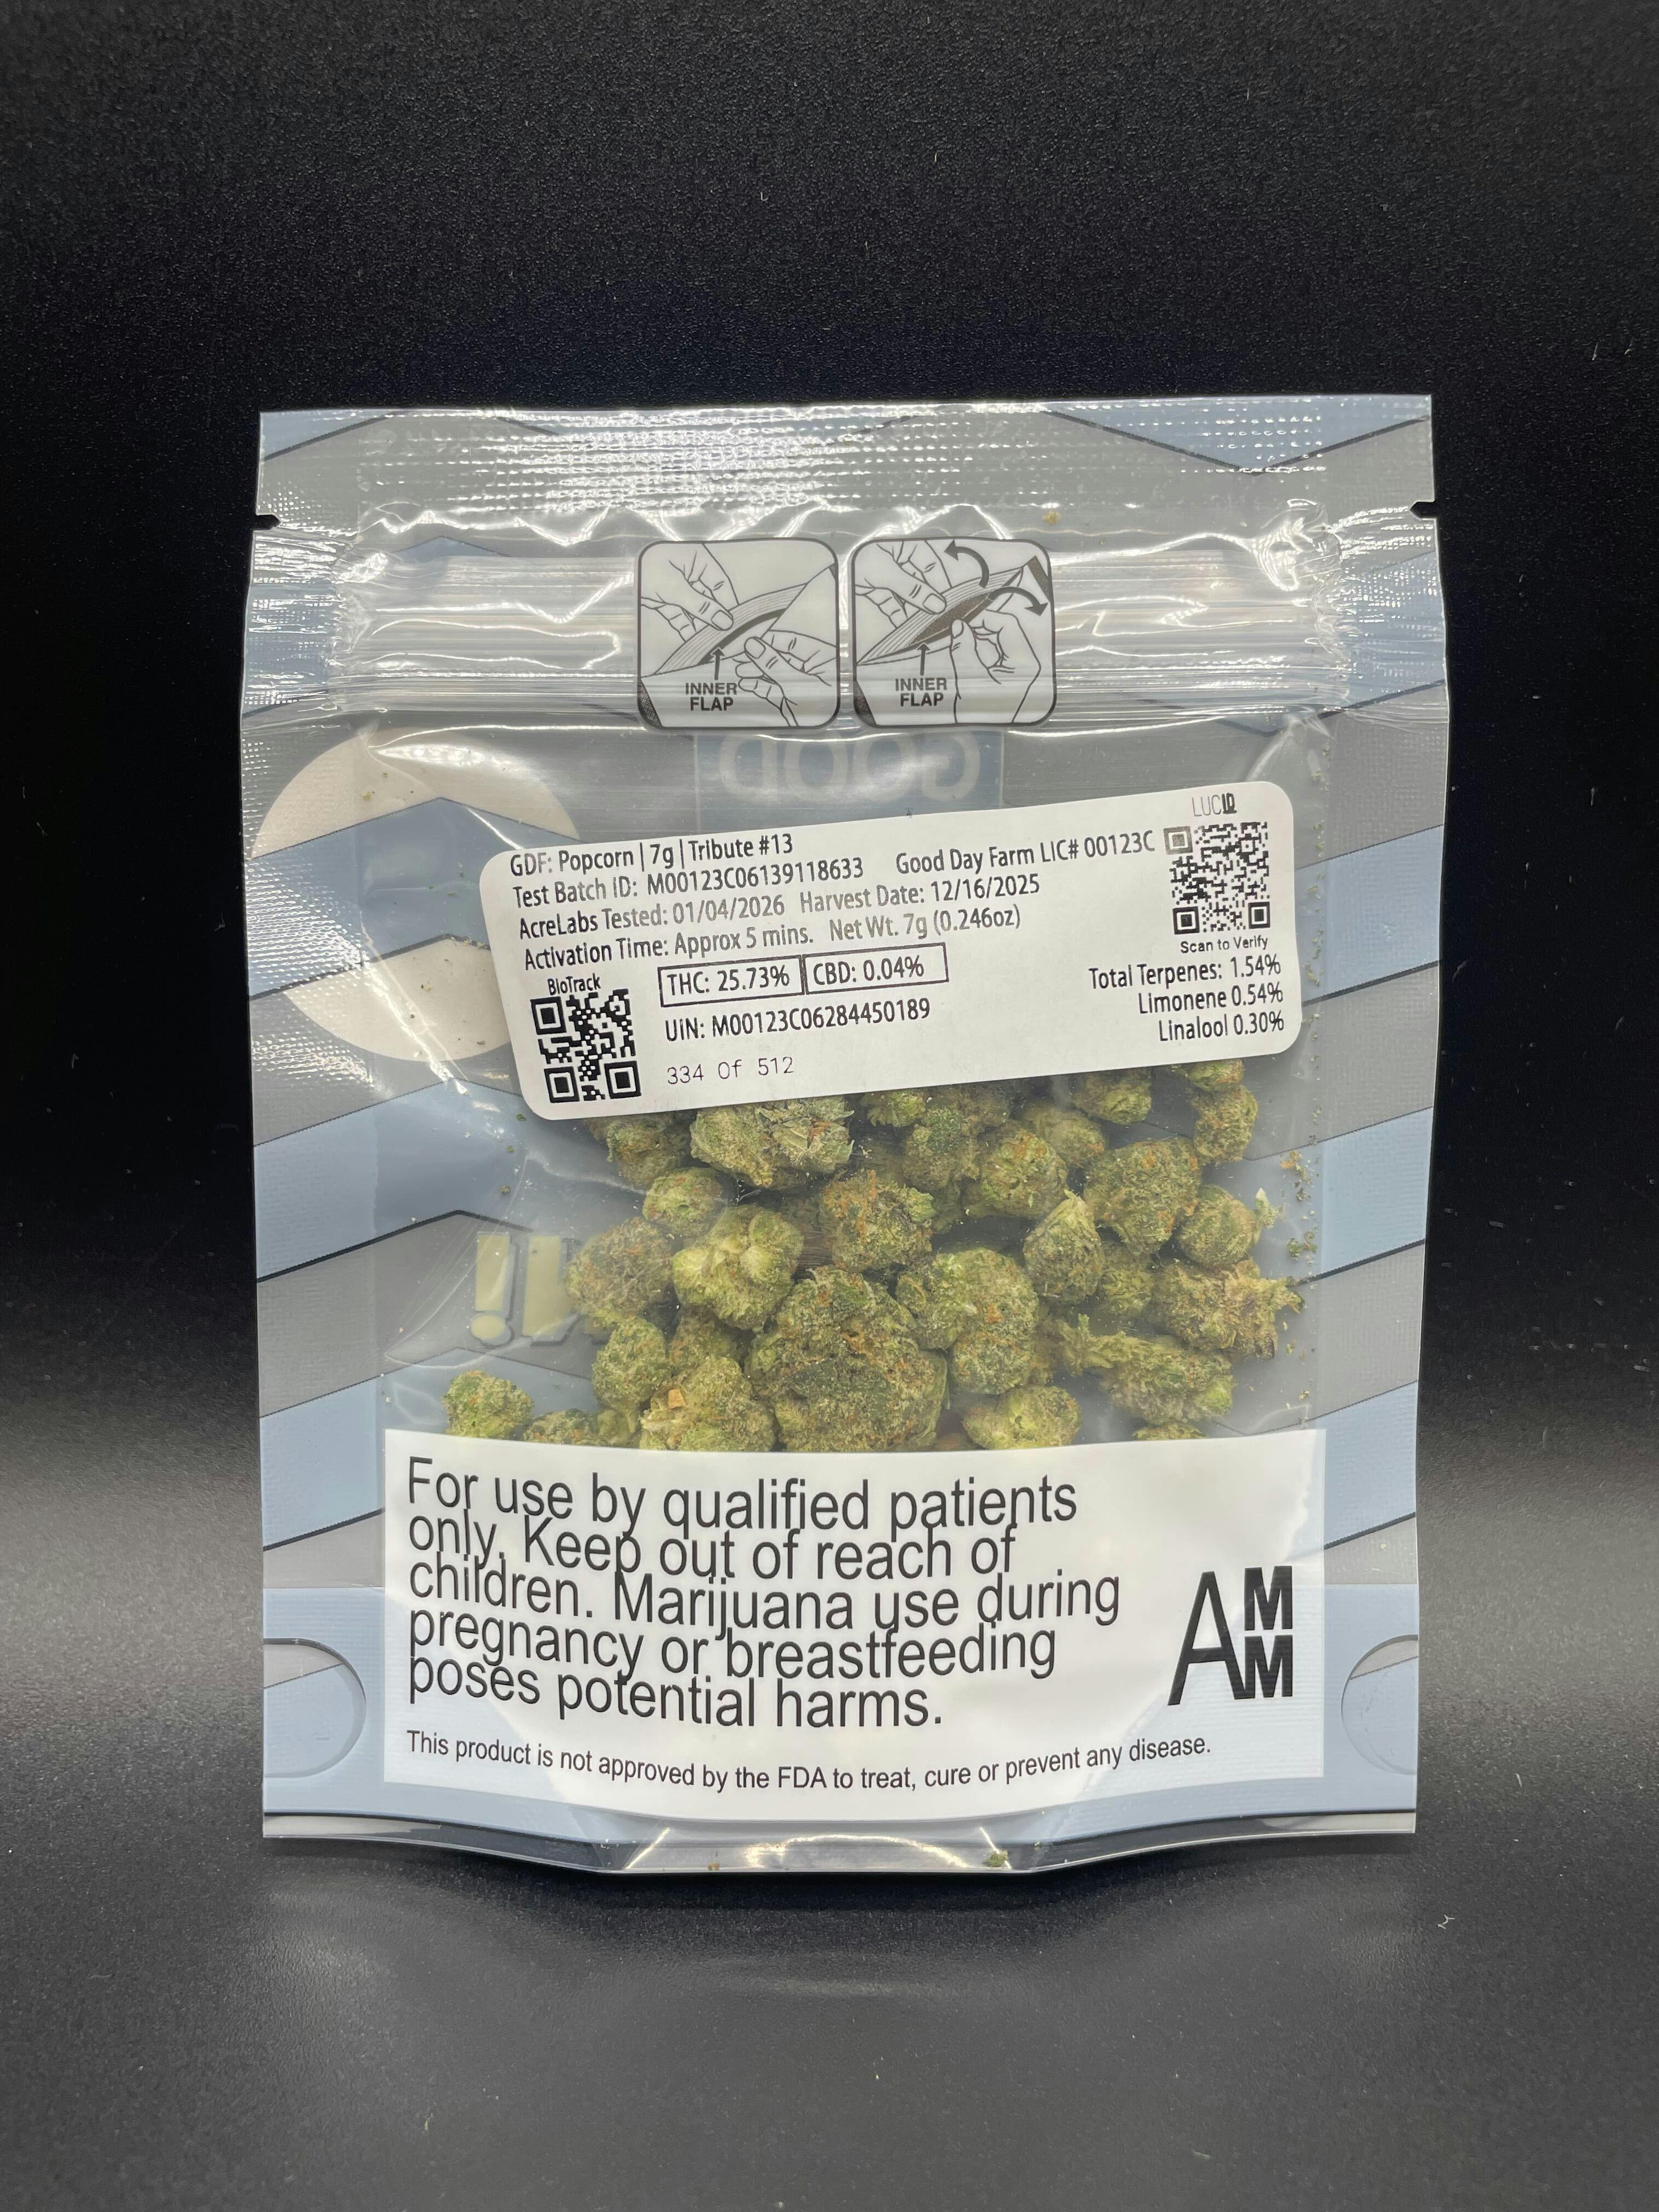 INNER
FLAP
INNER
FLAP
GOOD
LUCID
GDF: Popcorn | 7g | Tribute #13
Test Batch ID: M00123C06139118633 Good Day Farm LIC# 00123C
AcreLabs Tested: 01/04/2026 Harvest Date: 12/16/2025
Activation Time: Approx 5 mins. Net Wt. 7g (0.246oz)
Scan to Verify
BioTrack
THC: 25.73% CBD: 0.04%
Total Terpenes: 1.54%
Limonene 0.54%
Linalool 0.30%
UiN: M00123C06284450189
334 Of 512
For use by qualified patients
only. Keep out of reach of
children. Marijuana use during
pregnancy or breastfeeding
poses potential harms.
AMM
This product is not approved by the FDA to treat, cure or prevent any disease.